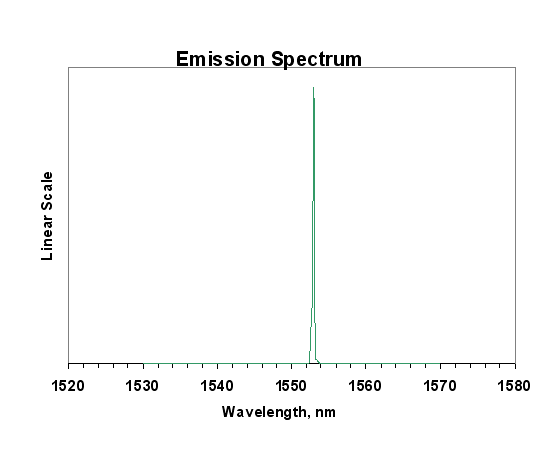 Emission Spectrum
Linear Scale
1520 1530 1540 1550 1560 1570 1580
Wavelength, nm